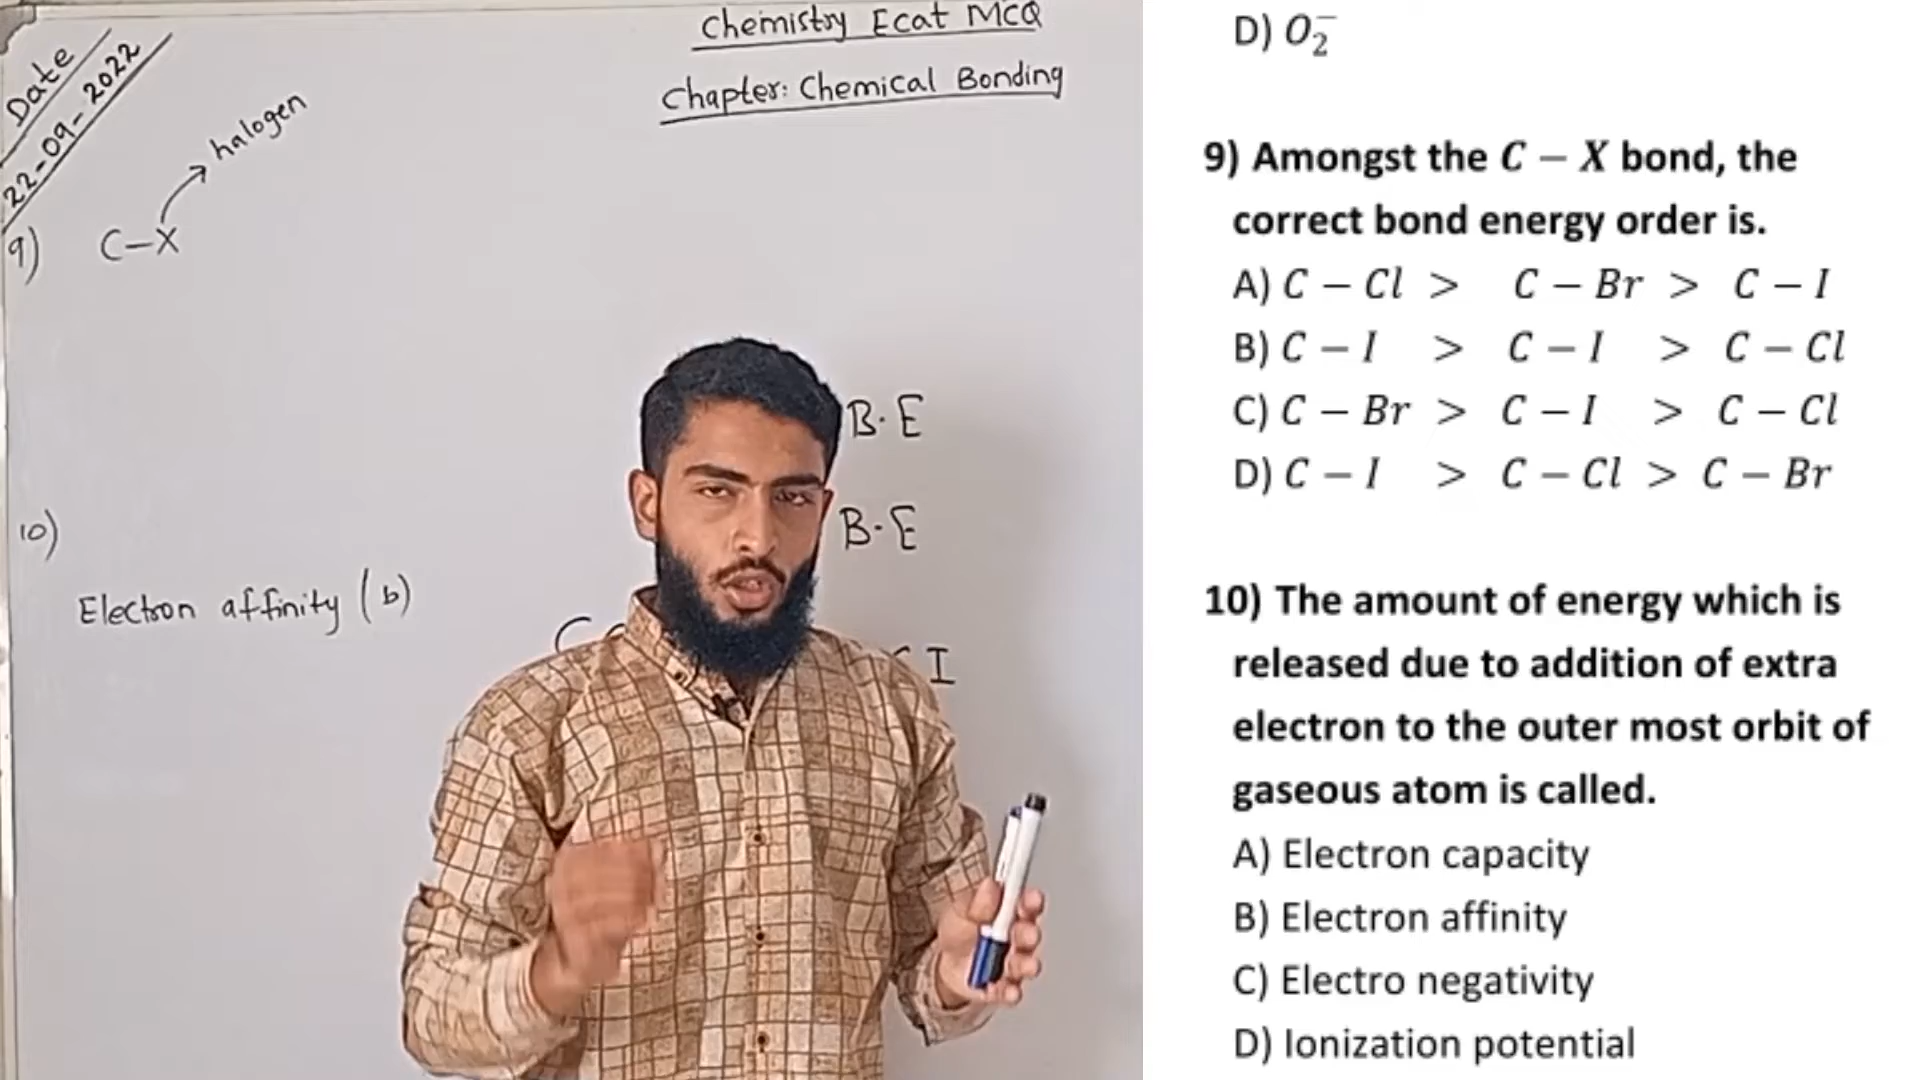 Date
22-09-2022
Chemistry Ecat MCQ
Chapter: Chemical Bonding
halogen
9) C-X
B.E
B.E
10)
Electron affinity (b)
I
D) O₂⁻
9) Amongst the C – X bond, the
correct bond energy order is.
A) C – Cl > C – Br > C – I
B) C – I > C – I > C – Cl
C) C – Br > C – I > C – Cl
D) C – I > C – Cl > C – Br
10) The amount of energy which is
released due to addition of extra
electron to the outer most orbit of
gaseous atom is called.
A) Electron capacity
B) Electron affinity
C) Electro negativity
D) Ionization potential